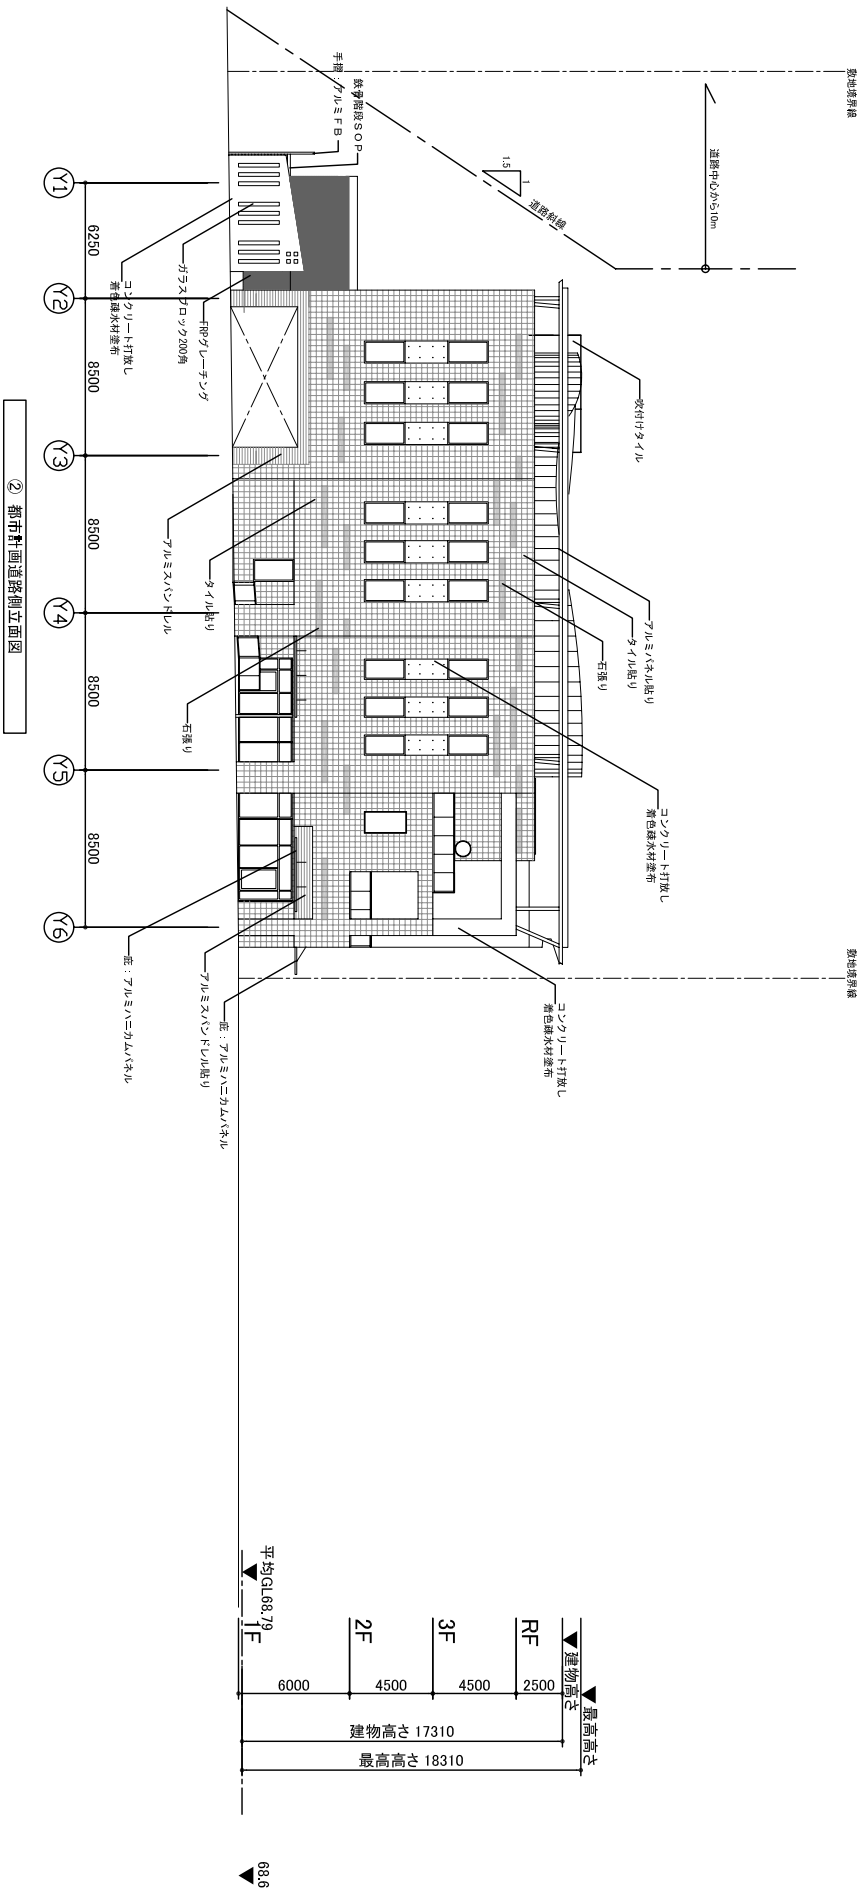 敷地境界線
敷地境界線
道路中心から10m
道路斜線
1.5
1
手摺：アルミＦＢ
鉄骨階段ＳＯＰ
吹付けタイル
アルミパネル貼り
タイル貼り
石張り
コンクリート打放し
着色疎水材塗布
コンクリート打放し
着色疎水材塗布
コンクリート打放し
着色疎水材塗布
ガラスブロック200角
FRPグレーチング
アルミスパンドレル
タイル貼り
石張り
庇：アルミハニカムパネル
アルミスパンドレル貼り
庇：アルミハニカムパネル
Y1
Y2
Y3
Y4
Y5
Y6
6250
8500
8500
8500
8500
② 都市計画道路側立面図
最高高さ
建物高さ
RF
3F
2F
1F
平均GL68.79
6000
4500
4500
2500
建物高さ 17310
最高高さ 18310
68.6